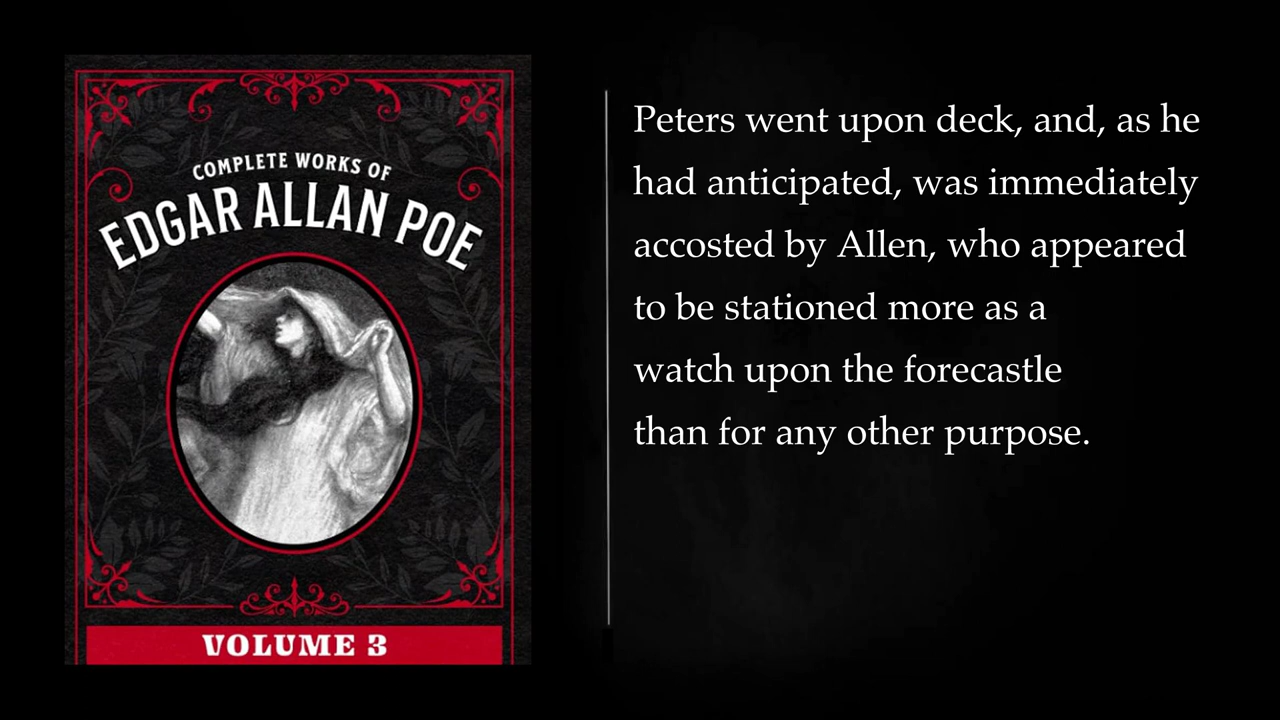 COMPLETE WORKS OF
EDGAR ALLAN POE
VOLUME 3
Peters went upon deck, and, as he
had anticipated, was immediately
accosted by Allen, who appeared
to be stationed more as a
watch upon the forecastle
than for any other purpose.